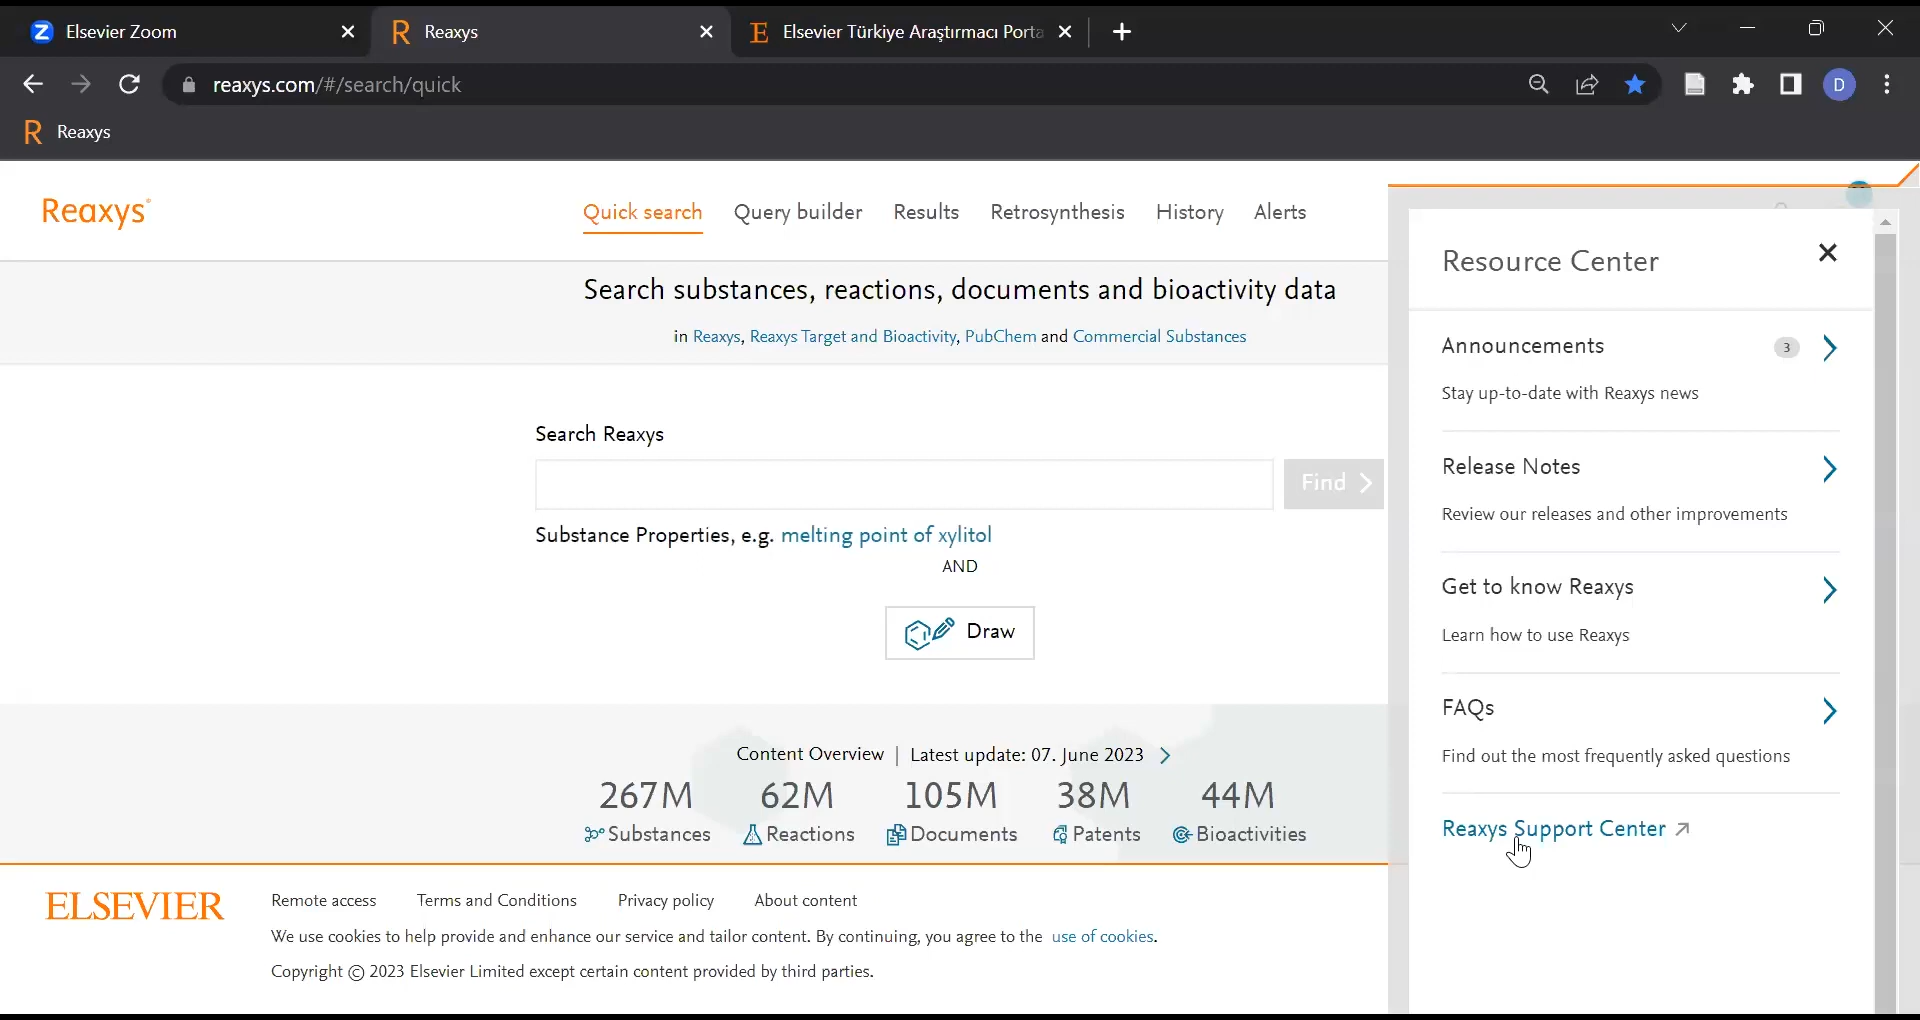 Elsevier Zoom
Reaxys
Elsevier Türkiye Araştırmacı Porta
reaxys.com/#/search/quick
D
Reaxys
Reaxys®
Quick search
Query builder
Results
Retrosynthesis
History
Alerts
Search substances, reactions, documents and bioactivity data
in Reaxys, Reaxys Target and Bioactivity, PubChem and Commercial Substances
Search Reaxys
Find
Substance Properties, e.g. melting point of xylitol
AND
Draw
Content Overview | Latest update: 07. June 2023
267M 62M 105M 38M 44M
Substances Reactions Documents Patents Bioactivities
ELSEVIER
Remote access Terms and Conditions Privacy policy About content
We use cookies to help provide and enhance our service and tailor content. By continuing, you agree to the use of cookies.
Copyright © 2023 Elsevier Limited except certain content provided by third parties.
Resource Center
Announcements 3
Stay up-to-date with Reaxys news
Release Notes
Review our releases and other improvements
Get to know Reaxys
Learn how to use Reaxys
FAQs
Find out the most frequently asked questions
Reaxys Support Center